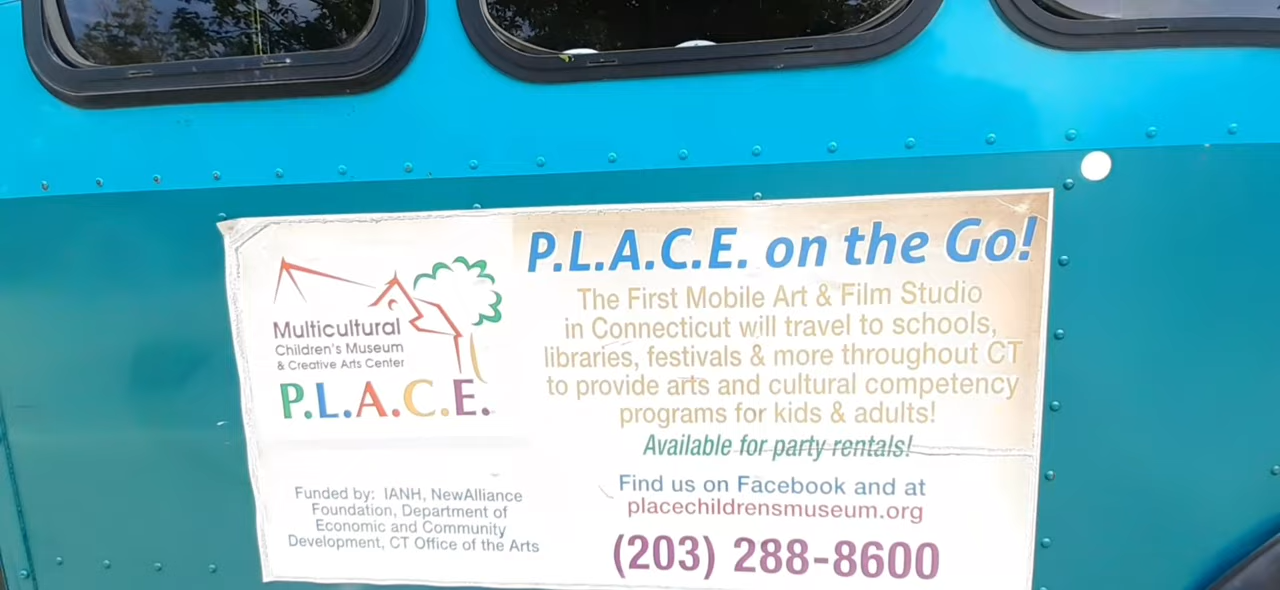 P.L.A.C.E. on the Go!
The First Mobile Art & Film Studio
in Connecticut will travel to schools,
libraries, festivals & more throughout CT
to provide arts and cultural competency
programs for kids & adults!
Available for party rentals!
Find us on Facebook and at
placechildrensmuseum.org
(203) 288-8600
Multicultural
Children's Museum
& Creative Arts Center
P.L.A.C.E.
Funded by: IANH, NewAlliance
Foundation, Department of
Economic and Community
Development, CT Office of the Arts